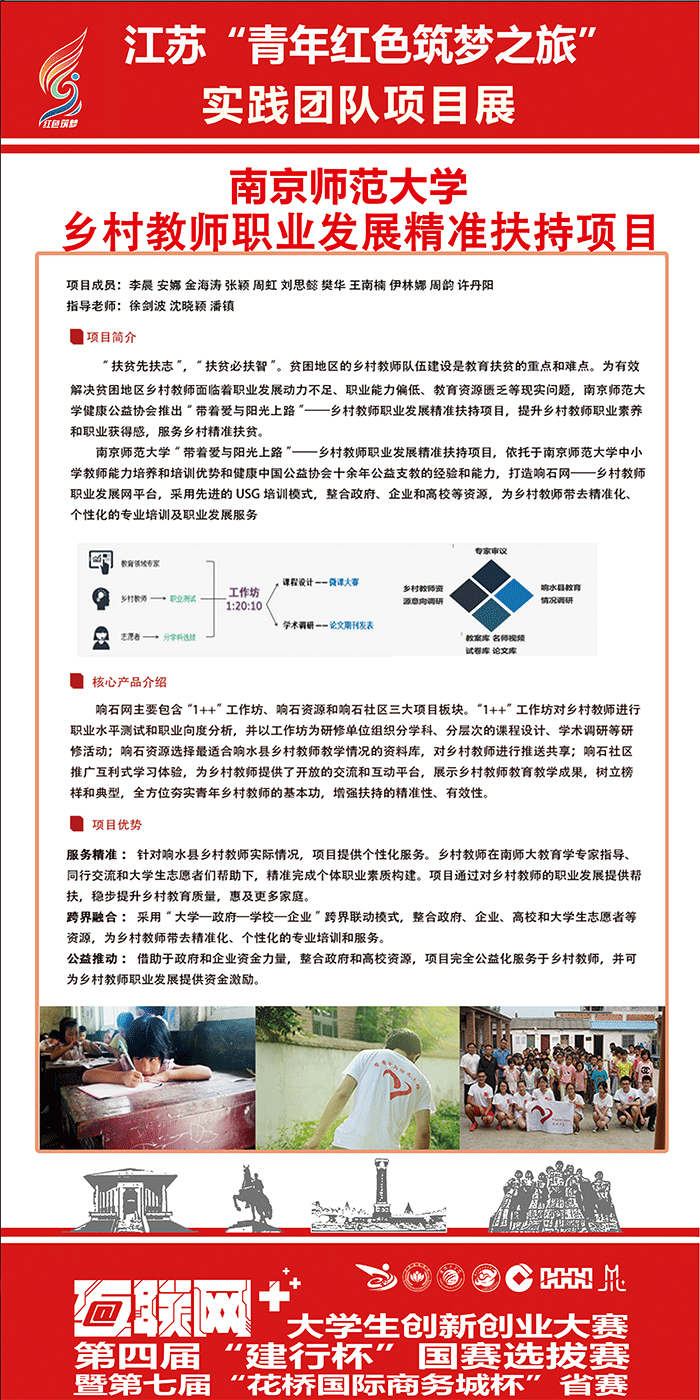 江苏“青年红色筑梦之旅”
实践团队项目展
红色筑梦
南京师范大学
乡村教师职业发展精准扶持项目
项目成员：李晨 安娜 金海涛 张颖 周虹 刘思懿 樊华 王南楠 伊林娜 周韵 许丹阳
指导老师：徐剑波 沈晓颖 潘镇
项目简介
“扶贫先扶志”，“扶贫必扶智”。贫困地区的乡村教师队伍建设是教育扶贫的重点和难点。为有效
解决贫困地区乡村教师面临着职业发展动力不足、职业能力偏低、教育资源匮乏等现实问题，南京师范大
学健康公益协会推出“带着爱与阳光上路”——乡村教师职业发展精准扶持项目，提升乡村教师职业素养
和职业获得感，服务乡村精准扶贫。
南京师范大学“带着爱与阳光上路”——乡村教师职业发展精准扶持项目，依托于南京师范大学中小
学教师能力培养和培训优势和健康中国公益协会十余年公益支教的经验和能力，打造响石网——乡村教师
职业发展网平台，采用先进的 USG 培训模式，整合政府、企业和高校等资源，为乡村教师带去精准化、
个性化的专业培训及职业发展服务
教育领域专家
乡村教师
职业测试
志愿者
分学科选拔
工作坊
1:20:10
课程设计——微课大赛
学术调研——论文期刊发表
专家审议
乡村教师资
源意向调研
响水县教育
情况调研
教案库 名师视频
试卷库 论文库
核心产品介绍
响石网主要包含“1++”工作坊、响石资源和响石社区三大项目板块。“1++”工作坊对乡村教师进行
职业水平测试和职业向度分析，并以工作坊为研修单位组织分学科、分层次的课程设计、学术调研等研
修活动；响石资源选择最适合响水县乡村教师教学情况的资料库，对乡村教师进行推送共享；响石社区
推广互利式学习体验，为乡村教师提供了开放的交流和互动平台，展示乡村教师教育教学成果，树立榜
样和典型，全方位夯实青年乡村教师的基本功，增强扶持的精准性、有效性。
项目优势
服务精准：针对响水县乡村教师实际情况，项目提供个性化服务。乡村教师在南师大教育学专家指导、
同行交流和大学生志愿者们帮助下，精准完成个体职业素质构建。项目通过对乡村教师的职业发展提供帮
扶，稳步提升乡村教育质量，惠及更多家庭。
跨界融合：采用“大学—政府—学校—企业”跨界联动模式，整合政府、企业、高校和大学生志愿者等
资源，为乡村教师带去精准化、个性化的专业培训和服务。
公益推动：借助于政府和企业资金力量，整合政府和高校资源，项目完全公益化服务于乡村教师，并可
为乡村教师职业发展提供资金激励。
互联网++
大学生创新创业大赛
第四届“建行杯”国赛选拔赛
暨第七届“花桥国际商务城杯”省赛